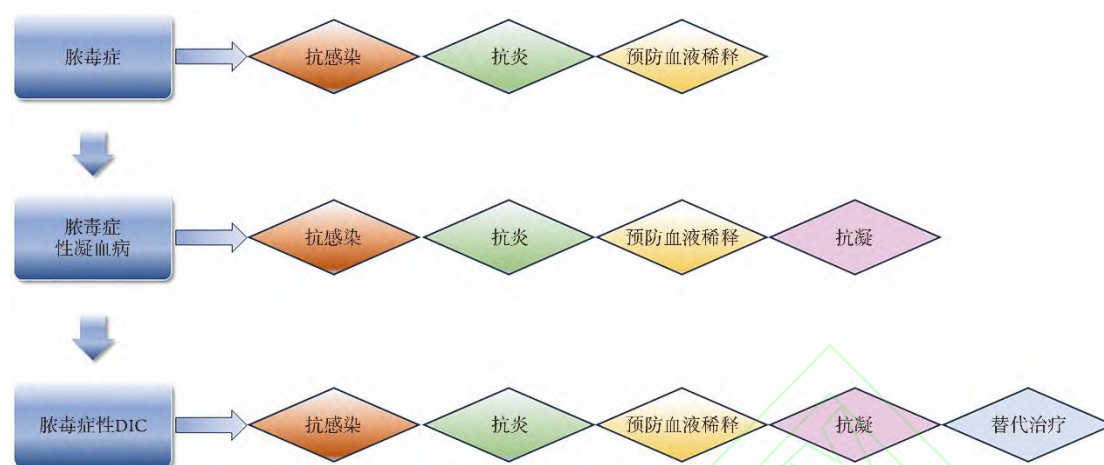 脓毒症
抗感染
抗炎
预防血液稀释
脓毒症
性凝血病
抗感染
抗炎
预防血液稀释
抗凝
脓毒症性DIC
抗感染
抗炎
预防血液稀释
抗凝
替代治疗